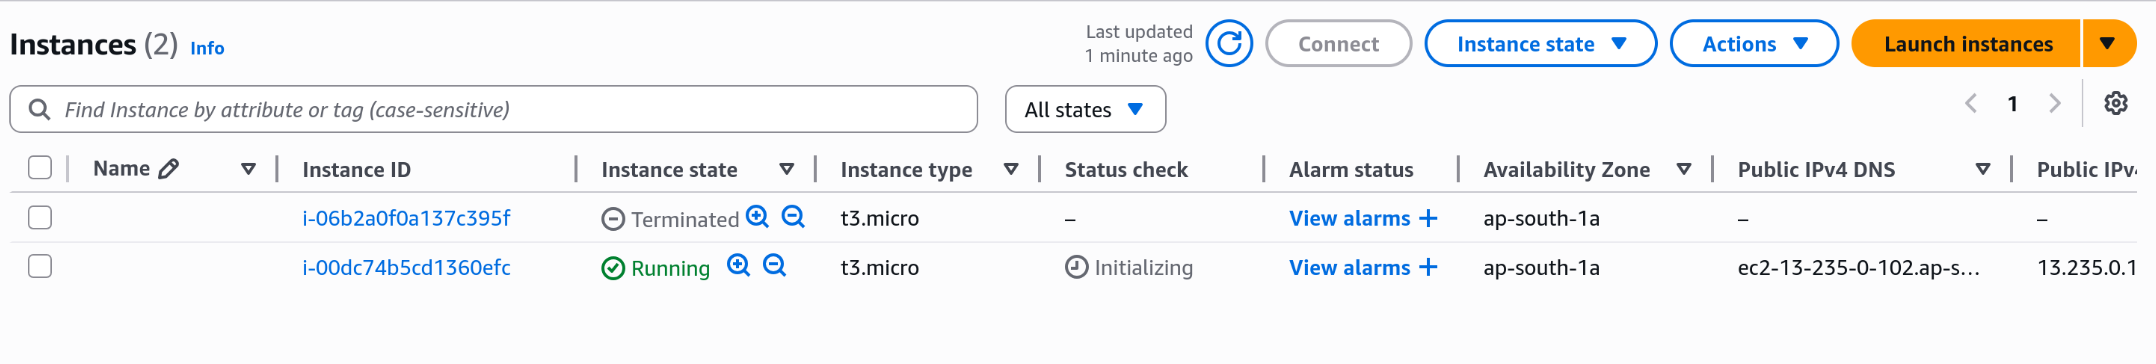 Instances (2) Info
Last updated
1 minute ago
Connect
Instance state
Actions
Launch instances
Find Instance by attribute or tag (case-sensitive)
All states
1
Name Instance ID Instance state Instance type Status check Alarm status Availability Zone Public IPv4 DNS Public IPv4
i-06b2a0f0a137c395f Terminated t3.micro – View alarms + ap-south-1a – –
i-00dc74b5cd1360efc Running t3.micro Initializing View alarms + ap-south-1a ec2-13-235-0-102.ap-s... 13.235.0.1